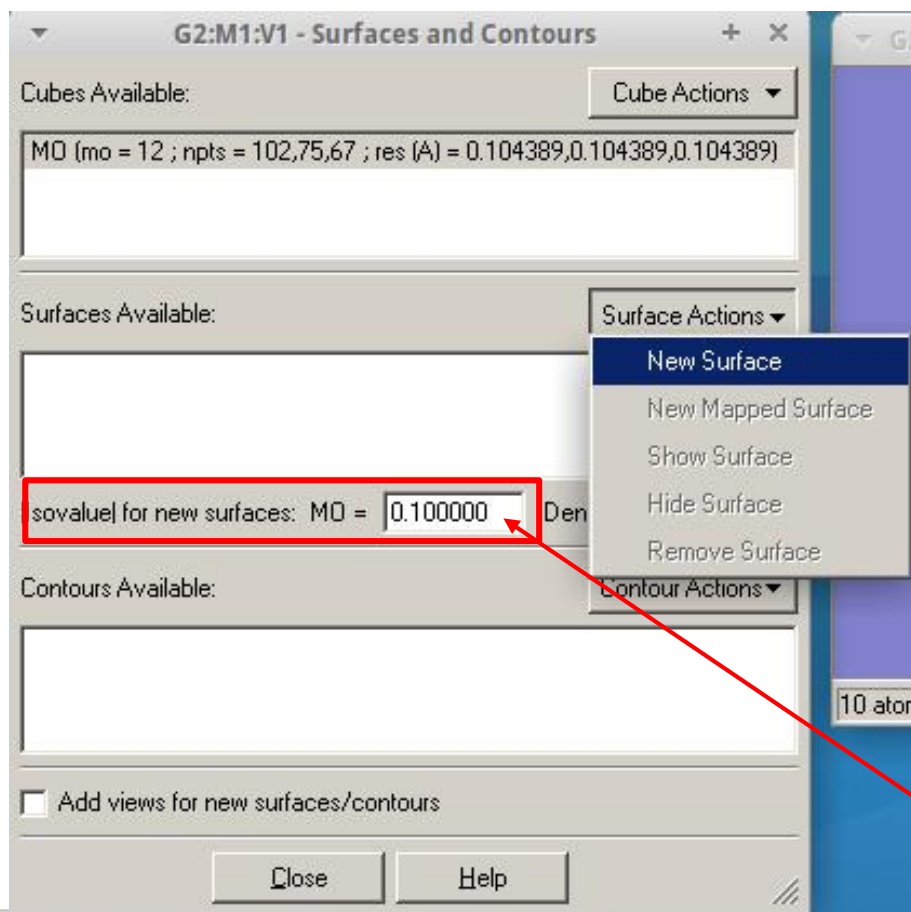 G2:M1:V1 - Surfaces and Contours
G
Cubes Available:
Cube Actions
MO (mo = 12 ; npts = 102,75,67 ; res (A) = 0.104389,0.104389,0.104389)
Surfaces Available:
Surface Actions
New Surface
New Mapped Surface
Show Surface
Hide Surface
Remove Surface
sovalue| for new surfaces: MO = 0.100000 Den
Contours Available:
Contour Actions
10 ator
Add views for new surfaces/contours
Close
Help